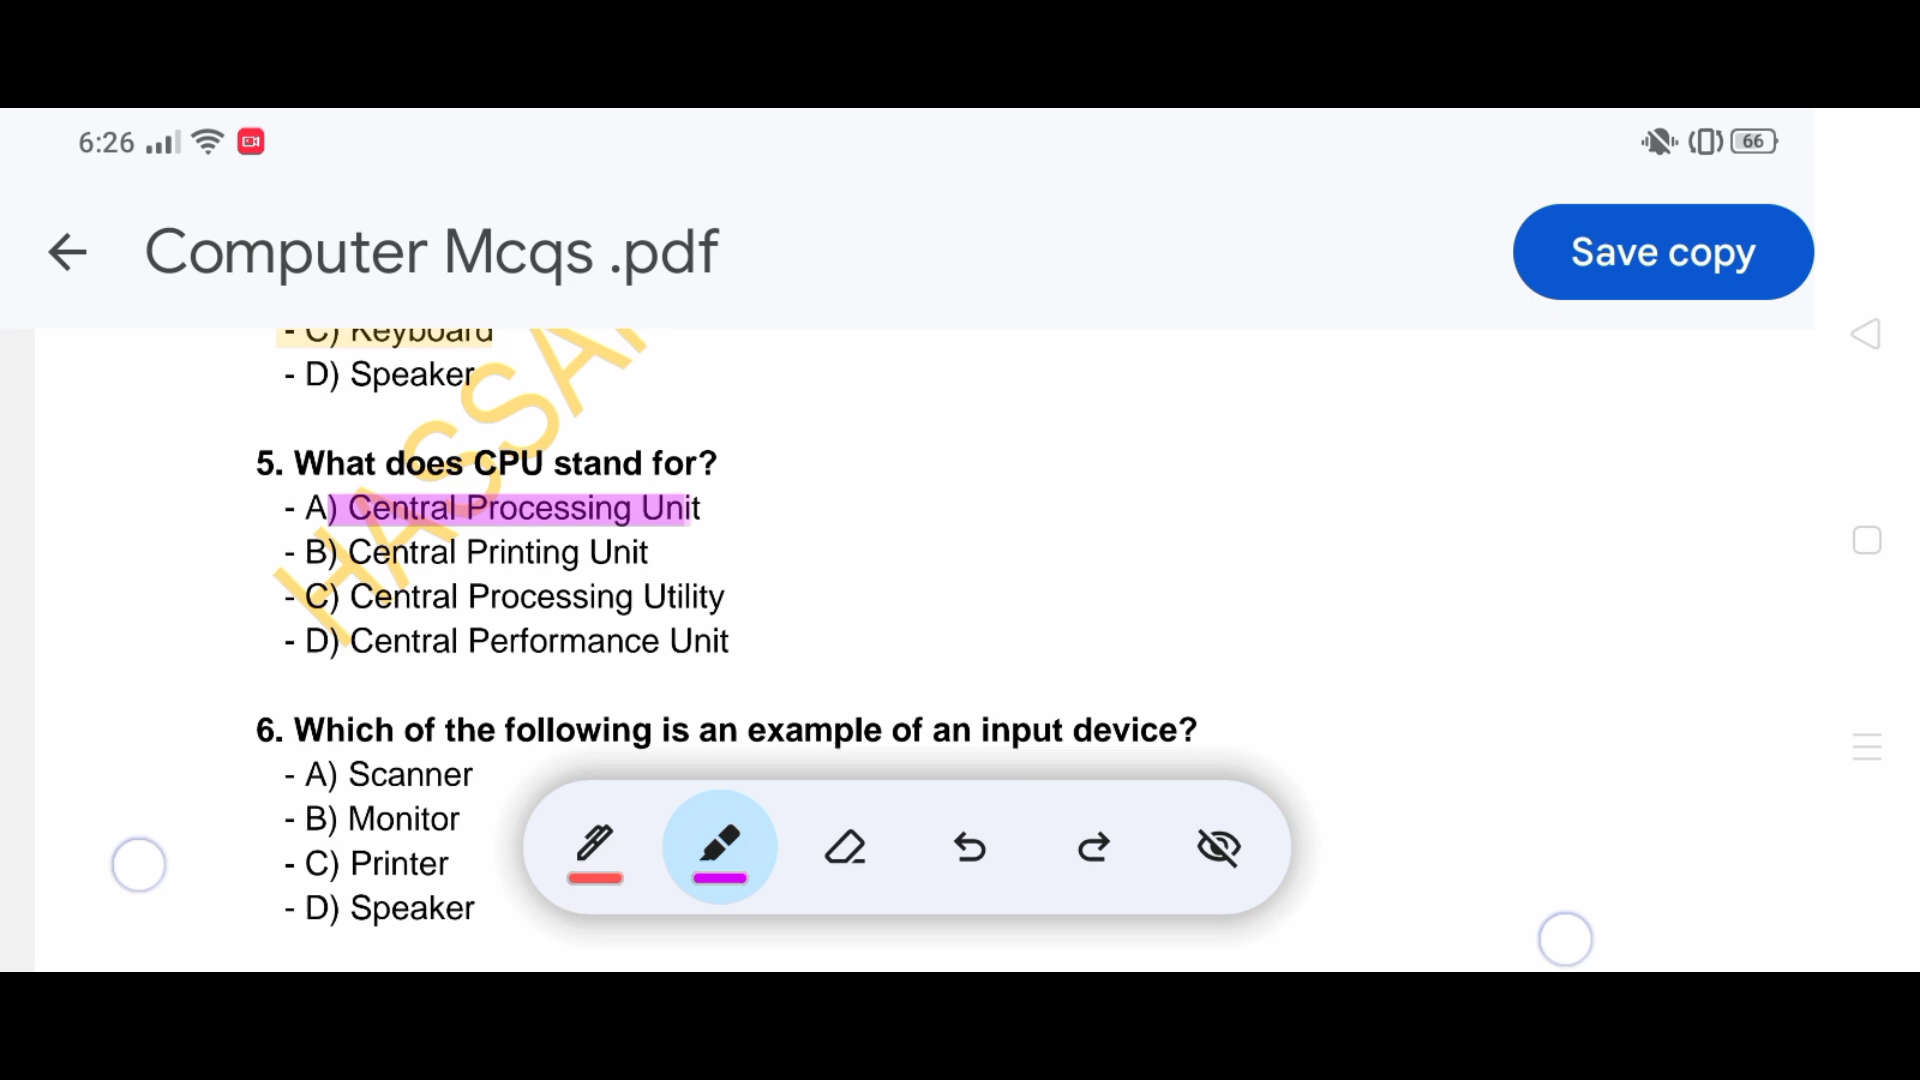 6:26
66
Computer Mcqs .pdf
Save copy
- C) Keyboard
- D) Speaker
HASSA
5. What does CPU stand for?
- A) Central Processing Unit
- B) Central Printing Unit
- C) Central Processing Utility
- D) Central Performance Unit
6. Which of the following is an example of an input device?
- A) Scanner
- B) Monitor
- C) Printer
- D) Speaker